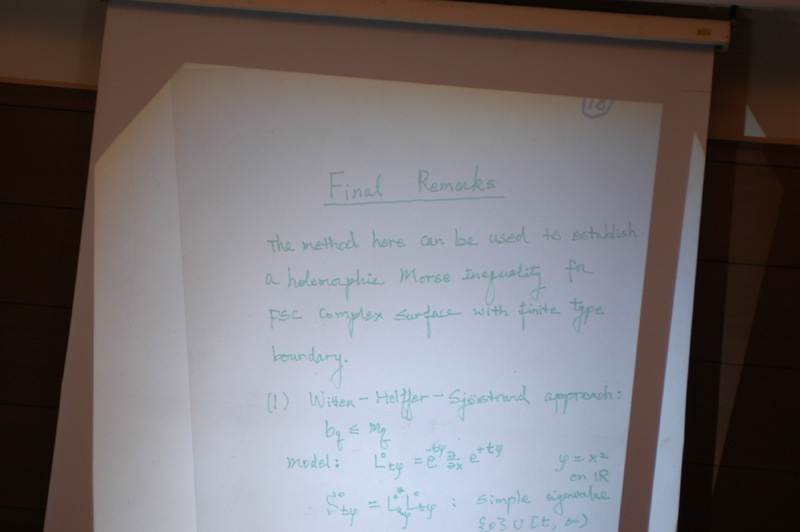 18
Final Remarks
The method here can be used to establish
a holomorphic Morse Inequality for
psc complex surface with finite type
boundary.
(1) Witten-Helffer-Sjöstrand approach:
b_q ≤ m_q
model: L°_tφ = e^-tφ ∂/∂x e^+tφ φ = x²
on IR
S°_tφ = L°*_tφ L°_tφ : simple eigenvalue
{0} ∪ [t, ∞)